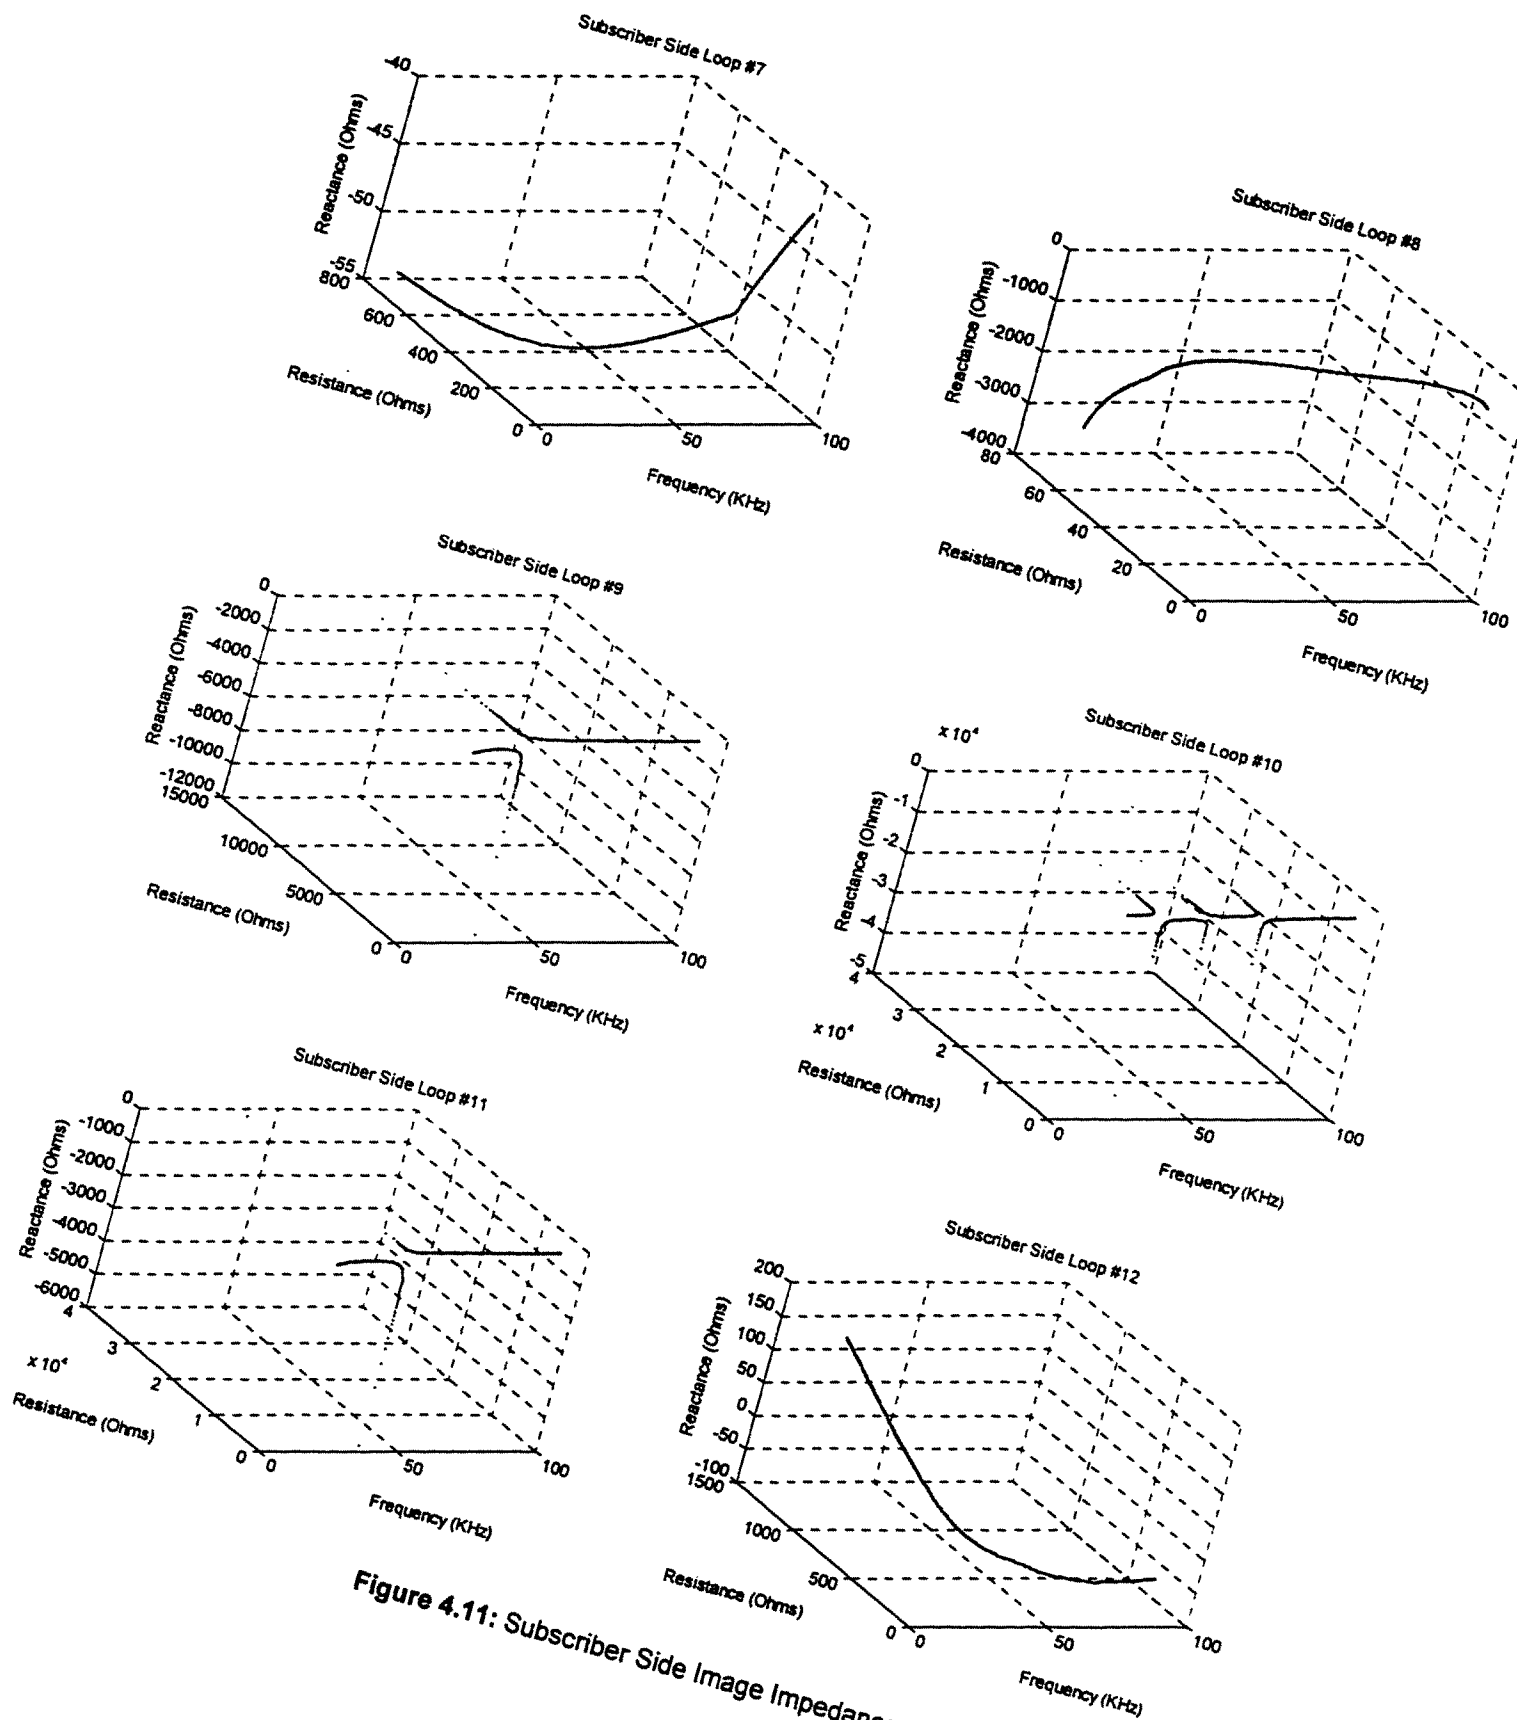 Subscriber Side Loop #7
-40
-45
-50
-55
800
600
400
200
0
0
50
100
Reactance (Ohms)
Resistance (Ohms)
Frequency (KHz)
Subscriber Side Loop #8
0
-1000
-2000
-3000
-4000
80
60
40
20
0
0
50
100
Reactance (Ohms)
Resistance (Ohms)
Frequency (KHz)
Subscriber Side Loop #9
0
-2000
-4000
-6000
-8000
-10000
-12000
15000
10000
5000
0
0
50
100
Reactance (Ohms)
Resistance (Ohms)
Frequency (KHz)
Subscriber Side Loop #10
x 10⁴
0
-1
-2
-3
-4
-5
4
3
2
1
0
0
50
100
x 10⁴
Reactance (Ohms)
Resistance (Ohms)
Frequency (KHz)
Subscriber Side Loop #11
0
-1000
-2000
-3000
-4000
-5000
-6000
4
3
2
1
0
0
50
100
x 10⁴
Reactance (Ohms)
Resistance (Ohms)
Frequency (KHz)
Subscriber Side Loop #12
200
150
100
50
0
-50
-100
1500
1000
500
0
0
50
100
Reactance (Ohms)
Resistance (Ohms)
Frequency (KHz)
Figure 4.11: Subscriber Side Image